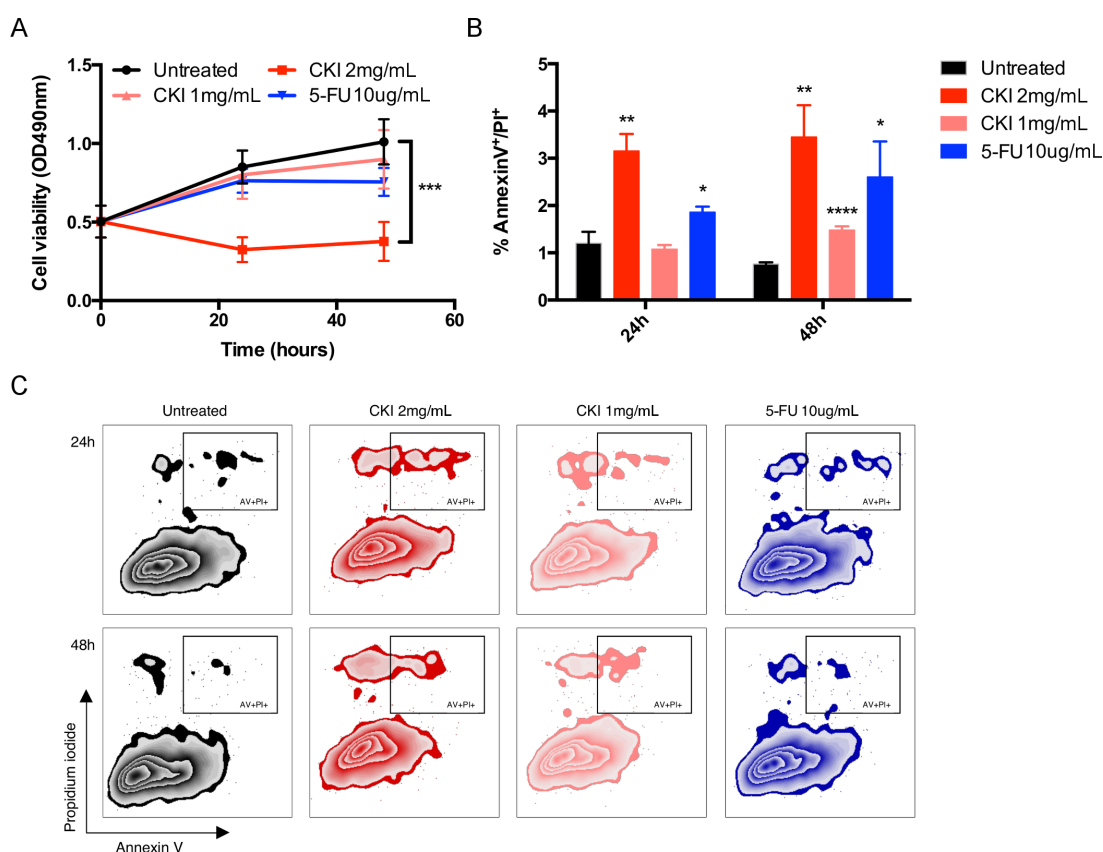 A
B
1.5
1.0
0.5
0.0
Cell viability (OD490nm)
Untreated
CKI 2mg/mL
CKI 1mg/mL
5-FU10ug/mL
***
0
20
40
60
Time (hours)
5
4
3
2
1
0
% AnnexinV⁺/PI⁺
**
*
**
****
*
24h
48h
Untreated
CKI 2mg/mL
CKI 1mg/mL
5-FU10ug/mL
C
Untreated
CKI 2mg/mL
CKI 1mg/mL
5-FU 10ug/mL
24h
AV+PI+
AV+PI+
AV+PI+
AV+PI+
48h
AV+PI+
AV+PI+
AV+PI+
AV+PI+
Propidium iodide
Annexin V